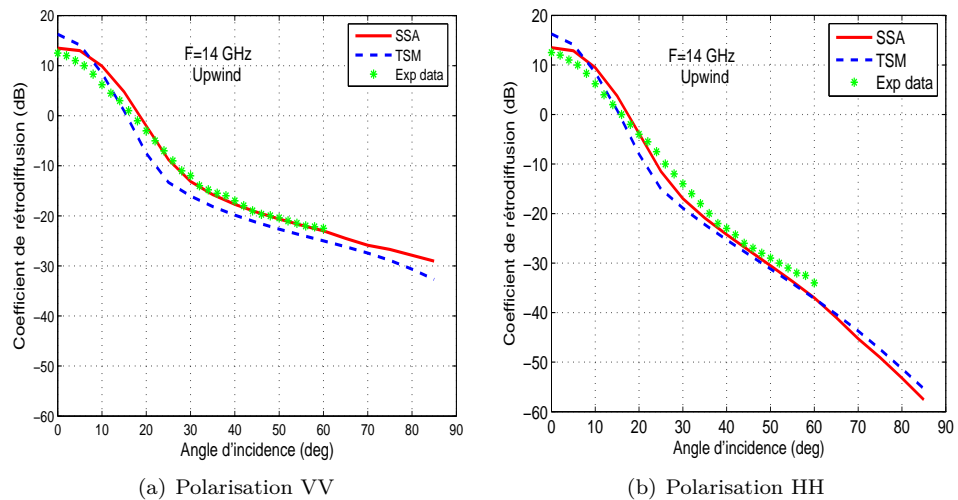 20
10
0
−10
−20
−30
−40
−50
−60
Coefficient de rétrodiffusion (dB)
F=14 GHz
Upwind
SSA
TSM
Exp data
0 10 20 30 40 50 60 70 80 90
Angle d'incidence (deg)
(a) Polarisation VV
20
10
0
−10
−20
−30
−40
−50
−60
Coefficient de rétrodiffusion (dB)
F=14 GHz
Upwind
SSA
TSM
Exp data
0 10 20 30 40 50 60 70 80 90
Angle d'incidence (deg)
(b) Polarisation HH